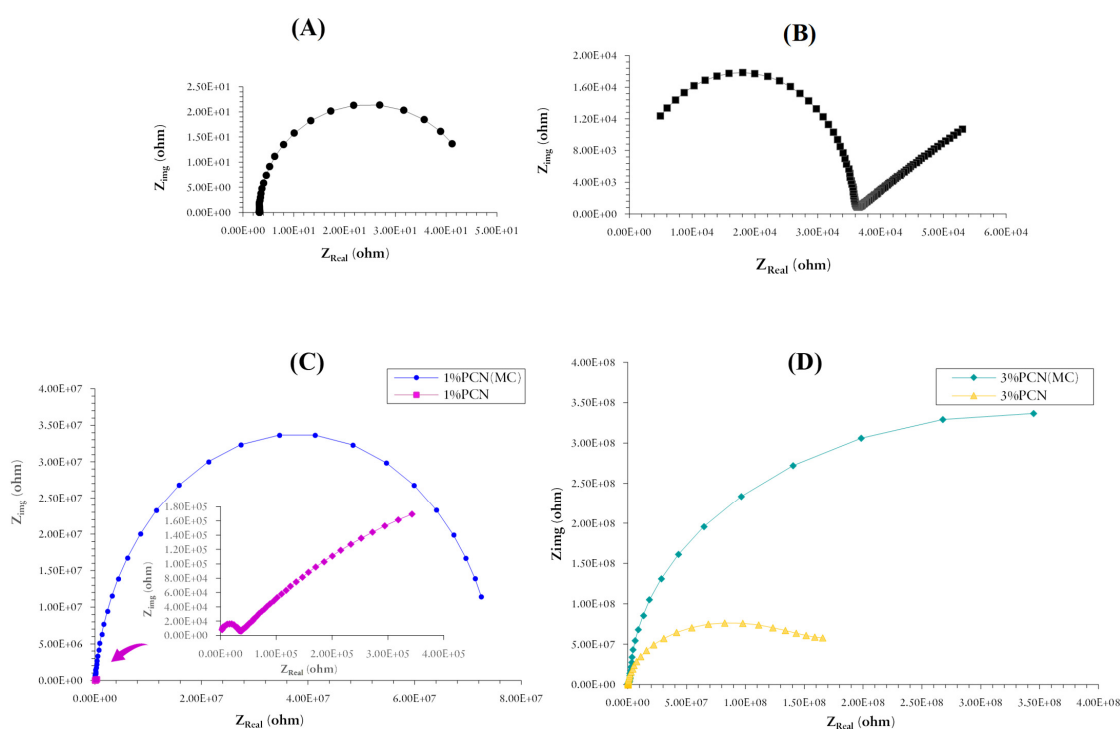 (A)
2.50E+01
2.00E+01
1.50E+01
1.00E+01
5.00E+00
0.00E+00
Zimg (ohm)
0.00E+00 1.00E+01 2.00E+01 3.00E+01 4.00E+01 5.00E+01
ZReal (ohm)
(B)
2.00E+04
1.60E+04
1.20E+04
8.00E+03
4.00E+03
0.00E+00
Zimg (ohm)
0.00E+00 1.00E+04 2.00E+04 3.00E+04 4.00E+04 5.00E+04 6.00E+04
ZReal (ohm)
(C)
1%PCN(MC)
1%PCN
4.00E+07
3.50E+07
3.00E+07
2.50E+07
2.00E+07
1.50E+07
1.00E+07
5.00E+06
0.00E+00
Zimg (ohm)
0.00E+00 2.00E+07 4.00E+07 6.00E+07 8.00E+07
ZReal (ohm)
1.80E+05
1.60E+05
1.40E+05
1.20E+05
1.00E+05
8.00E+04
6.00E+04
4.00E+04
2.00E+04
0.00E+00
Zimg (ohm)
0.00E+00 1.00E+05 2.00E+05 3.00E+05 4.00E+05
ZReal (ohm)
(D)
3%PCN(MC)
3%PCN
4.00E+08
3.50E+08
3.00E+08
2.50E+08
2.00E+08
1.50E+08
1.00E+08
5.00E+07
0.00E+00
Zimg (ohm)
0.00E+00 5.00E+07 1.00E+08 1.50E+08 2.00E+08 2.50E+08 3.00E+08 3.50E+08 4.00E+08
ZReal (ohm)